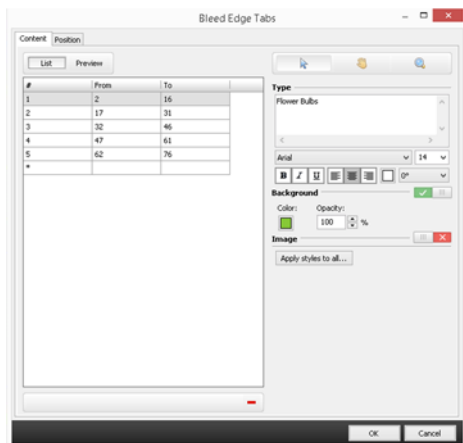 Bleed Edge Tabs
Content Position
List Preview
# From To
1 2 16
2 17 31
3 32 46
4 47 61
5 62 76
*
Type
Flower Bulbs
Arial 14
B I U 0°
Background
Color: Opacity:
100 %
Image
Apply styles to all...
OK Cancel